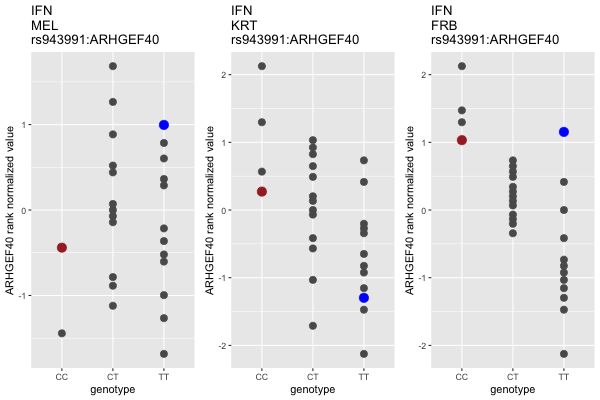 IFN
MEL
rs943991:ARHGEF40
ARHGEF40 rank normalized value
1
0
-1
CC CT TT
genotype
IFN
KRT
rs943991:ARHGEF40
ARHGEF40 rank normalized value
2
1
0
-1
-2
CC CT TT
genotype
IFN
FRB
rs943991:ARHGEF40
ARHGEF40 rank normalized value
2
1
0
-1
-2
CC CT TT
genotype